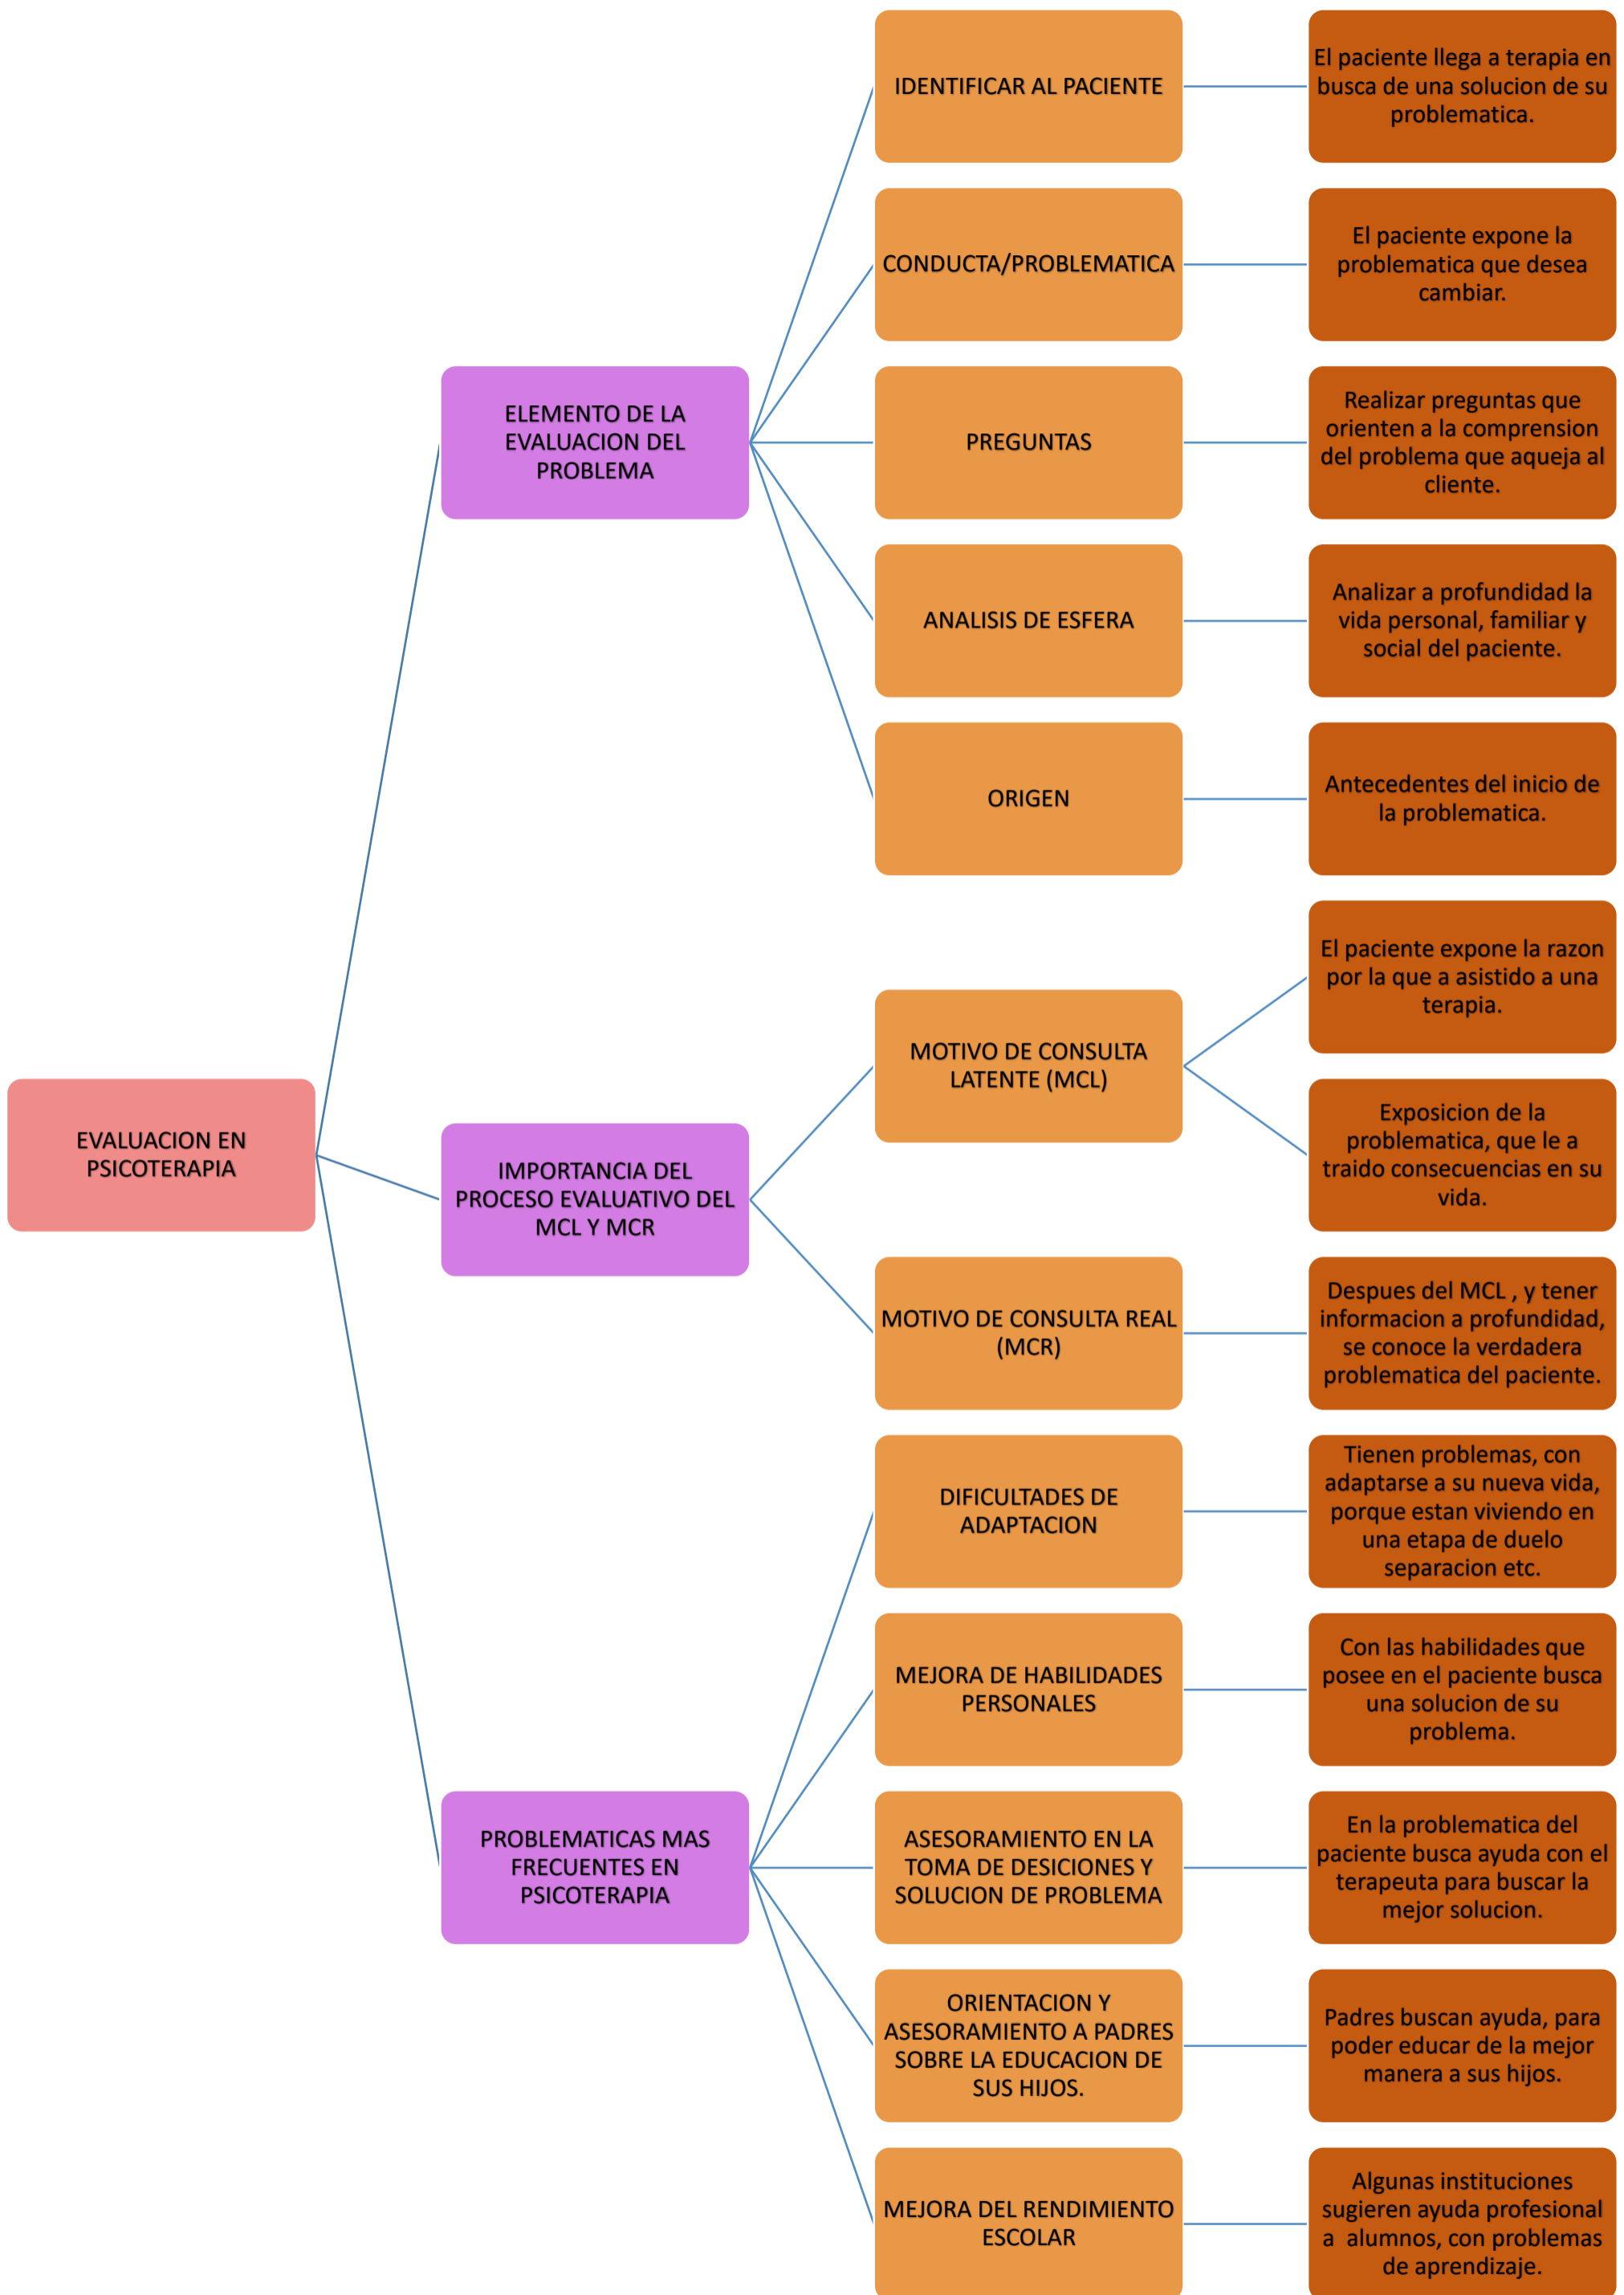 EVALUACION EN
PSICOTERAPIA
ELEMENTO DE LA
EVALUACION DEL
PROBLEMA
IDENTIFICAR AL PACIENTE
El paciente llega a terapia en
busca de una solucion de su
problematica.
CONDUCTA/PROBLEMATICA
El paciente expone la
problematica que desea
cambiar.
PREGUNTAS
Realizar preguntas que
orienten a la comprension
del problema que aqueja al
cliente.
ANALISIS DE ESFERA
Analizar a profundidad la
vida personal, familiar y
social del paciente.
ORIGEN
Antecedentes del inicio de
la problematica.
IMPORTANCIA DEL
PROCESO EVALUATIVO DEL
MCL Y MCR
MOTIVO DE CONSULTA
LATENTE (MCL)
El paciente expone la razon
por la que a asistido a una
terapia.
Exposicion de la
problematica, que le a
traido consecuencias en su
vida.
MOTIVO DE CONSULTA REAL
(MCR)
Despues del MCL , y tener
informacion a profundidad,
se conoce la verdadera
problematica del paciente.
PROBLEMATICAS MAS
FRECUENTES EN
PSICOTERAPIA
DIFICULTADES DE
ADAPTACION
Tienen problemas, con
adaptarse a su nueva vida,
porque estan viviendo en
una etapa de duelo
separacion etc.
MEJORA DE HABILIDADES
PERSONALES
Con las habilidades que
posee en el paciente busca
una solucion de su
problema.
ASESORAMIENTO EN LA
TOMA DE DESICIONES Y
SOLUCION DE PROBLEMA
En la problematica del
paciente busca ayuda con el
terapeuta para buscar la
mejor solucion.
ORIENTACION Y
ASESORAMIENTO A PADRES
SOBRE LA EDUCACION DE
SUS HIJOS.
Padres buscan ayuda, para
poder educar de la mejor
manera a sus hijos.
MEJORA DEL RENDIMIENTO
ESCOLAR
Algunas instituciones
sugieren ayuda profesional
a  alumnos, con problemas
de aprendizaje.